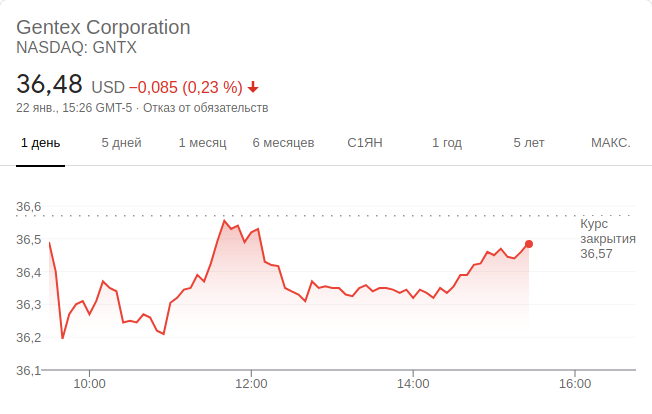 Gentex Corporation
NASDAQ: GNTX
36,48 USD −0,085 (0,23 %) ↓
22 янв., 15:26 GMT-5 · Отказ от обязательств
1 день 5 дней 1 месяц 6 месяцев С1ЯН 1 год 5 лет МАКС.
36,6
Курс
закрытия
36,57
36,5
36,4
36,3
36,2
36,1
10:00 12:00 14:00 16:00